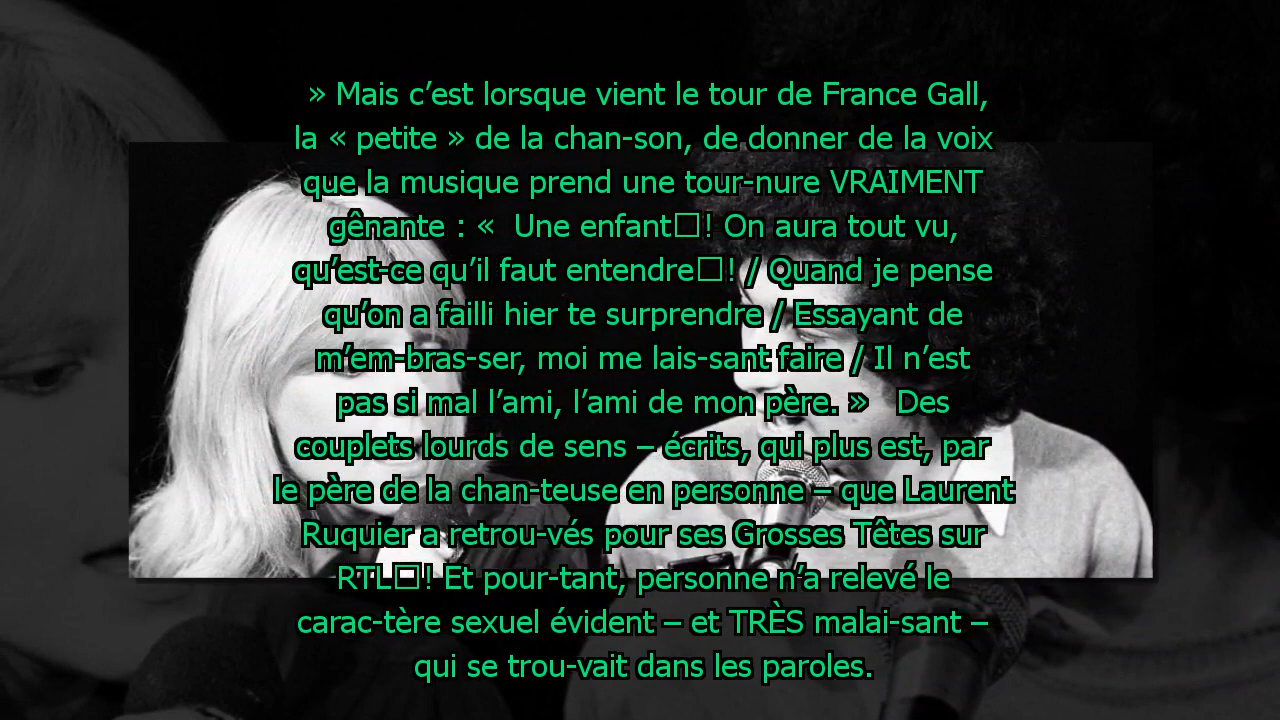 » Mais c’est lorsque vient le tour de France Gall,
la « petite » de la chan-son, de donner de la voix
que la musique prend une tour-nure VRAIMENT
gênante : «  Une enfant□! On aura tout vu,
qu’est-ce qu’il faut entendre□! / Quand je pense
qu’on a failli hier te surprendre / Essayant de
m’em-bras-ser, moi me lais-sant faire / Il n’est
pas si mal l’ami, l’ami de mon père. »   Des
couplets lourds de sens – écrits, qui plus est, par
le père de la chan-teuse en personne – que Laurent
Ruquier a retrou-vés pour ses Grosses Têtes sur
RTL□! Et pour-tant, personne n’a relevé le
carac-tère sexuel évident – et TRÈS malai-sant –
qui se trou-vait dans les paroles.